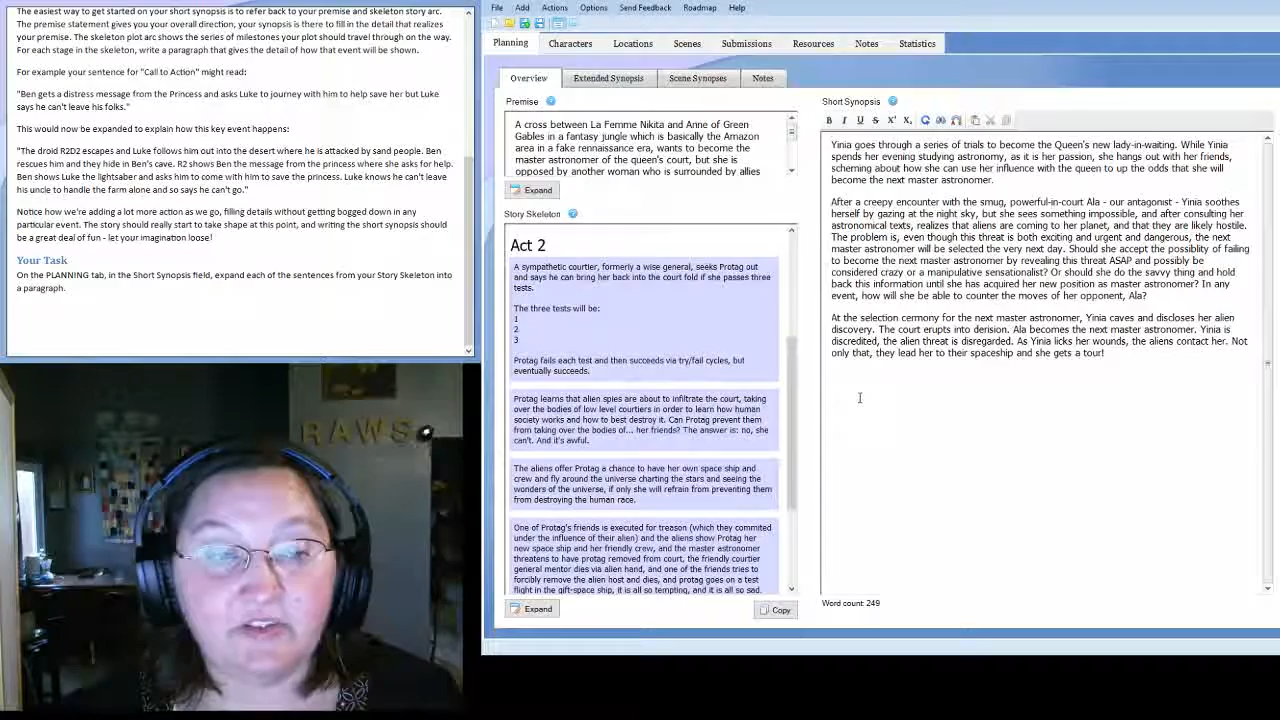 The easiest way to get started on your short synopsis is to refer back to your premise and skeleton story arc.
The premise statement gives you your overall direction, your synopsis is there to fill in the detail that realizes
your premise. The skeleton plot arc shows the series of milestones your plot should travel through on the way.
For each stage in the skeleton, write a paragraph that gives the detail of how that event will be shown.
For example your sentence for "Call to Action" might read:
"Ben gets a distress message from the Princess and asks Luke to journey with him to help save her but Luke
says he can't leave his folks."
This would now be expanded to explain how this key event happens:
"The droid R2D2 escapes and Luke follows him out into the desert where he is attacked by sand people. Ben
rescues him and they hide in Ben's cave. R2 shows Ben the message from the princess where she asks for help.
Ben shows Luke the lightsaber and asks him to come with him to save the princess. Luke knows he can't leave
his uncle to handle the farm alone and so says he can't go."
Notice how we're adding a lot more action as we go, filling details without getting bogged down in any
particular event. The story should really start to take shape at this point, and writing the short synopsis should
be a great deal of fun - let your imagination loose!
Your Task
On the PLANNING tab, in the Short Synopsis field, expand each of the sentences from your Story Skeleton into
a paragraph.
RAWS
File Add Actions Options Send Feedback Roadmap Help
Planning Characters Locations Scenes Submissions Resources Notes Statistics
Overview Extended Synopsis Scene Synopses Notes
Premise
A cross between La Femme Nikita and Anne of Green
Gables in a fantasy jungle which is basically the Amazon
area in a fake rennaissance era, wants to become the
master astronomer of the queen's court, but she is
opposed by another woman who is surrounded by allies
Expand
Story Skeleton
Act 2
A sympathetic courtier, formerly a wise general, seeks Protag out
and says he can bring her back into the court fold if she passes three
tests.
The three tests will be:
1
2
3
Protag fails each test and then succeeds via try/fail cycles, but
eventually succeeds.
Protag learns that alien spies are about to infiltrate the court, taking
over the bodies of low level courtiers in order to learn how human
society works and how to best destroy it. Can Protag prevent them
from taking over the bodies of... her friends? The answer is: no, she
can't. And it's awful.
The aliens offer Protag a chance to have her own space ship and
crew and fly around the universe charting the stars and seeing the
wonders of the universe, if only she will refrain from preventing them
from destroying the human race.
One of Protag's friends is executed for treason (which they commited
under the influence of their alien) and the aliens show Protag her
new space ship and her friendly crew, and the master astronomer
threatens to have protag removed from court, the friendly courtier
general mentor dies via alien hand, and one of the friends tries to
forcibly remove the alien host and dies, and protag goes on a test
flight in the gift-space ship, it is all so tempting, and it is all so sad.
Expand Copy
Short Synopsis
B I U S X² X₂
Yinia goes through a series of trials to become the Queen's new lady-in-waiting. While Yinia
spends her evening studying astronomy, as it is her passion, she hangs out with her friends,
scheming about how she can use her influence with the queen to up the odds that she will
become the next master astronomer.
After a creepy encounter with the smug, powerful-in-court Ala - our antagonist - Yinia soothes
herself by gazing at the night sky, but she sees something impossible, and after consulting her
astronomical texts, realizes that aliens are coming to her planet, and that they are likely hostile.
The problem is, even though this threat is both exciting and urgent and dangerous, the next
master astronomer will be selected the very next day. Should she accept the possiblity of failing
to become the next master astronomer by revealing this threat ASAP and possibly be
considered crazy or a manipulative sensationalist? Or should she do the savvy thing and hold
back this information until she has acquired her new position as master astronomer? In any
event, how will she be able to counter the moves of her opponent, Ala?
At the selection cermony for the next master astronomer, Yinia caves and discloses her alien
discovery. The court erupts into derision. Ala becomes the next master astronomer. Yinia is
discredited, the alien threat is disregarded. As Yinia licks her wounds, the aliens contact her. Not
only that, they lead her to their spaceship and she gets a tour!
Word count: 249